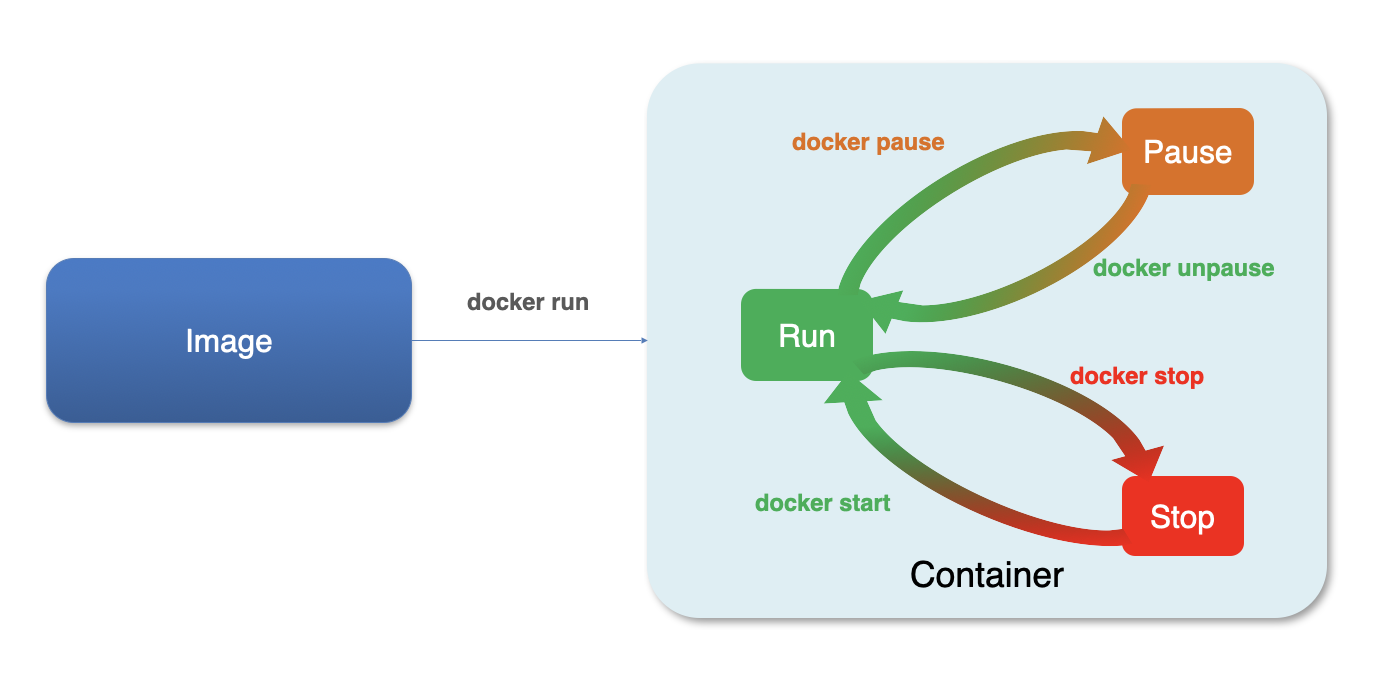 docker pause
Pause
docker unpause
docker run
Image
Run
docker stop
docker start
Stop
Container